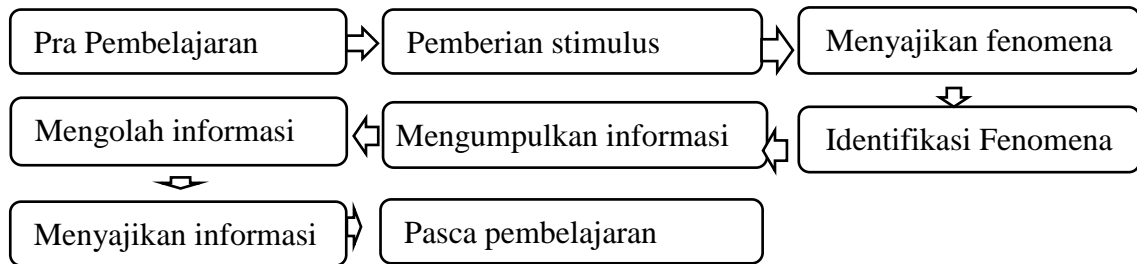 Pra Pembelajaran
Pemberian stimulus
Menyajikan fenomena
Identifikasi Fenomena
Mengumpulkan informasi
Mengolah informasi
Menyajikan informasi
Pasca pembelajaran